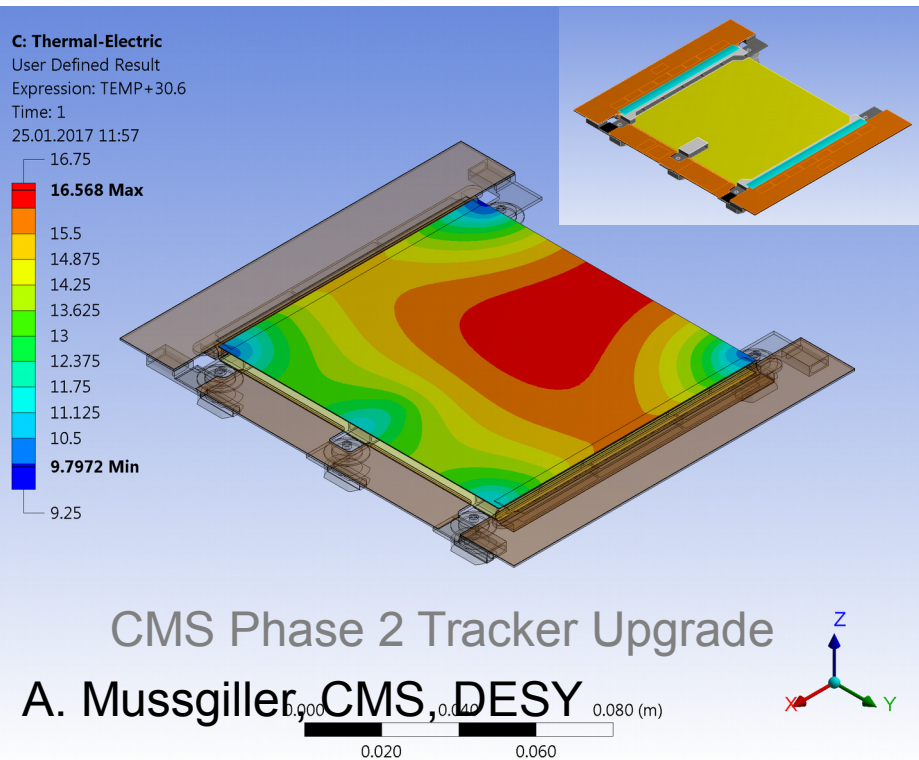 C: Thermal-Electric
User Defined Result
Expression: TEMP+30.6
Time: 1
25.01.2017 11:57
16.75
16.568 Max
15.5
14.875
14.25
13.625
13
12.375
11.75
11.125
10.5
9.7972 Min
9.25
CMS Phase 2 Tracker Upgrade
A. Mussgiller, CMS, DESY
0.000 0.040 0.080 (m)
0.020 0.060
Z
X Y